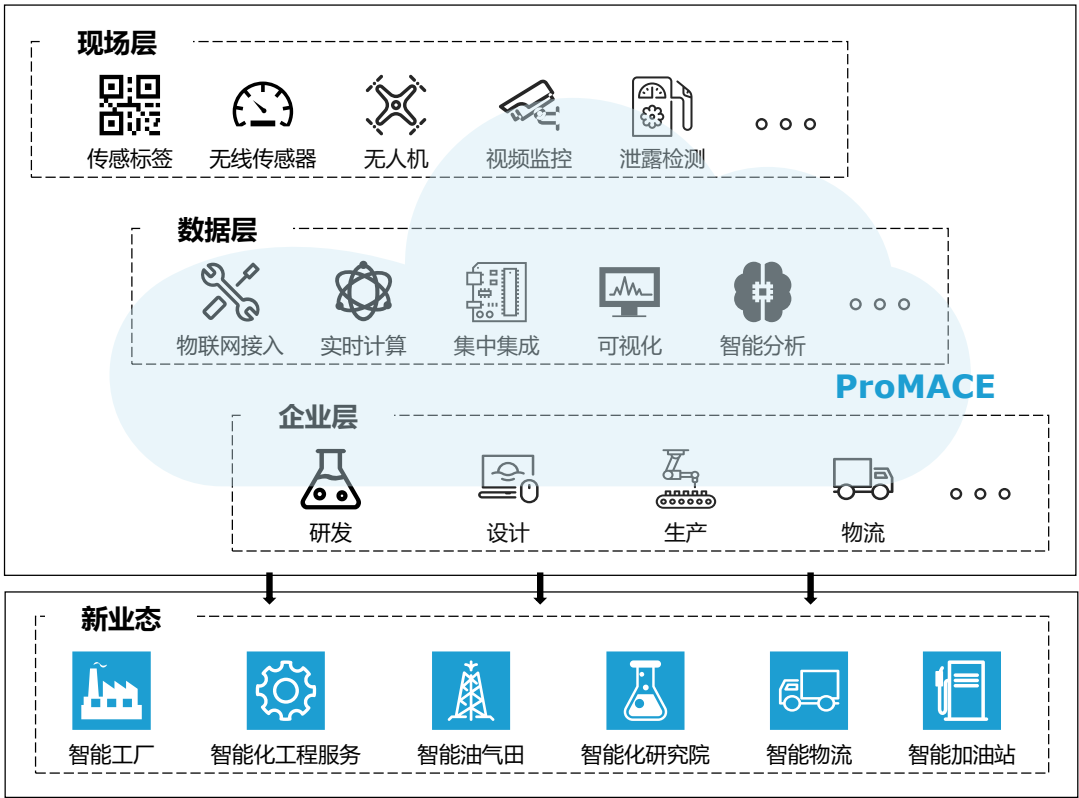 现场层
传感标签 无线传感器 无人机 视频监控 泄露检测
数据层
物联网接入 实时计算 集中集成 可视化 智能分析
ProMACE
企业层
研发 设计 生产 物流
新业态
智能工厂 智能化工程服务 智能油气田 智能化研究院 智能物流 智能加油站